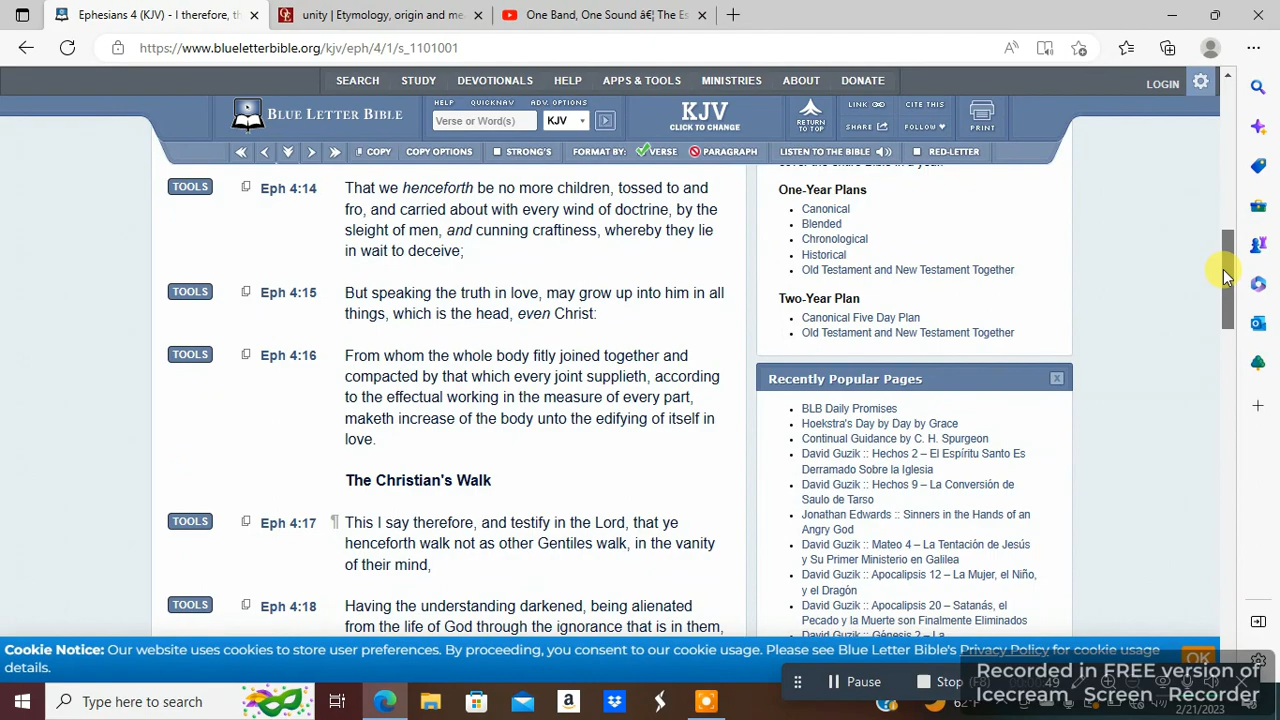 Ephesians 4 (KJV) - I therefore, th
unity | Etymology, origin and me
One Band, One Sound â€¦ The Es
https://www.blueletterbible.org/kjv/eph/4/1/s_1101001
SEARCH STUDY DEVOTIONALS HELP APPS & TOOLS MINISTRIES ABOUT DONATE
LOGIN
BLUE LETTER BIBLE
HELP QUICKNAV ADV. OPTIONS
Verse or Word(s)
KJV
KJV
CLICK TO CHANGE
RETURN
TO TOP
LINK
SHARE
CITE THIS
FOLLOW
PRINT
COPY COPY OPTIONS STRONG'S FORMAT BY: VERSE PARAGRAPH LISTEN TO THE BIBLE RED-LETTER
TOOLS Eph 4:14 That we henceforth be no more children, tossed to and
fro, and carried about with every wind of doctrine, by the
sleight of men, and cunning craftiness, whereby they lie
in wait to deceive;
TOOLS Eph 4:15 But speaking the truth in love, may grow up into him in all
things, which is the head, even Christ:
TOOLS Eph 4:16 From whom the whole body fitly joined together and
compacted by that which every joint supplieth, according
to the effectual working in the measure of every part,
maketh increase of the body unto the edifying of itself in
love.
The Christian's Walk
TOOLS Eph 4:17 ¶ This I say therefore, and testify in the Lord, that ye
henceforth walk not as other Gentiles walk, in the vanity
of their mind,
TOOLS Eph 4:18 Having the understanding darkened, being alienated
from the life of God through the ignorance that is in them,
One-Year Plans
Canonical
Blended
Chronological
Historical
Old Testament and New Testament Together
Two-Year Plan
Canonical Five Day Plan
Old Testament and New Testament Together
Recently Popular Pages
BLB Daily Promises
Hoekstra's Day by Day by Grace
Continual Guidance by C. H. Spurgeon
David Guzik :: Hechos 2 – El Espíritu Santo Es
Derramado Sobre la Iglesia
David Guzik :: Hechos 9 – La Conversión de
Saulo de Tarso
Jonathan Edwards :: Sinners in the Hands of an
Angry God
David Guzik :: Mateo 4 – La Tentación de Jesús
y Su Primer Ministerio en Galilea
David Guzik :: Apocalipsis 12 – La Mujer, el Niño,
y el Dragón
David Guzik :: Apocalipsis 20 – Satanás, el
Pecado y la Muerte son Finalmente Eliminados
David Guzik :: Génesis 2 – La
Cookie Notice: Our website uses cookies to store user preferences. By proceeding, you consent to our cookie usage. Please see Blue Letter Bible's Privacy Policy for cookie usage
details.
OK
Pause
Stop (F8)
Recorded in FREE version of
Icecream Screen Recorder
Type here to search
62°F
2/21/2023